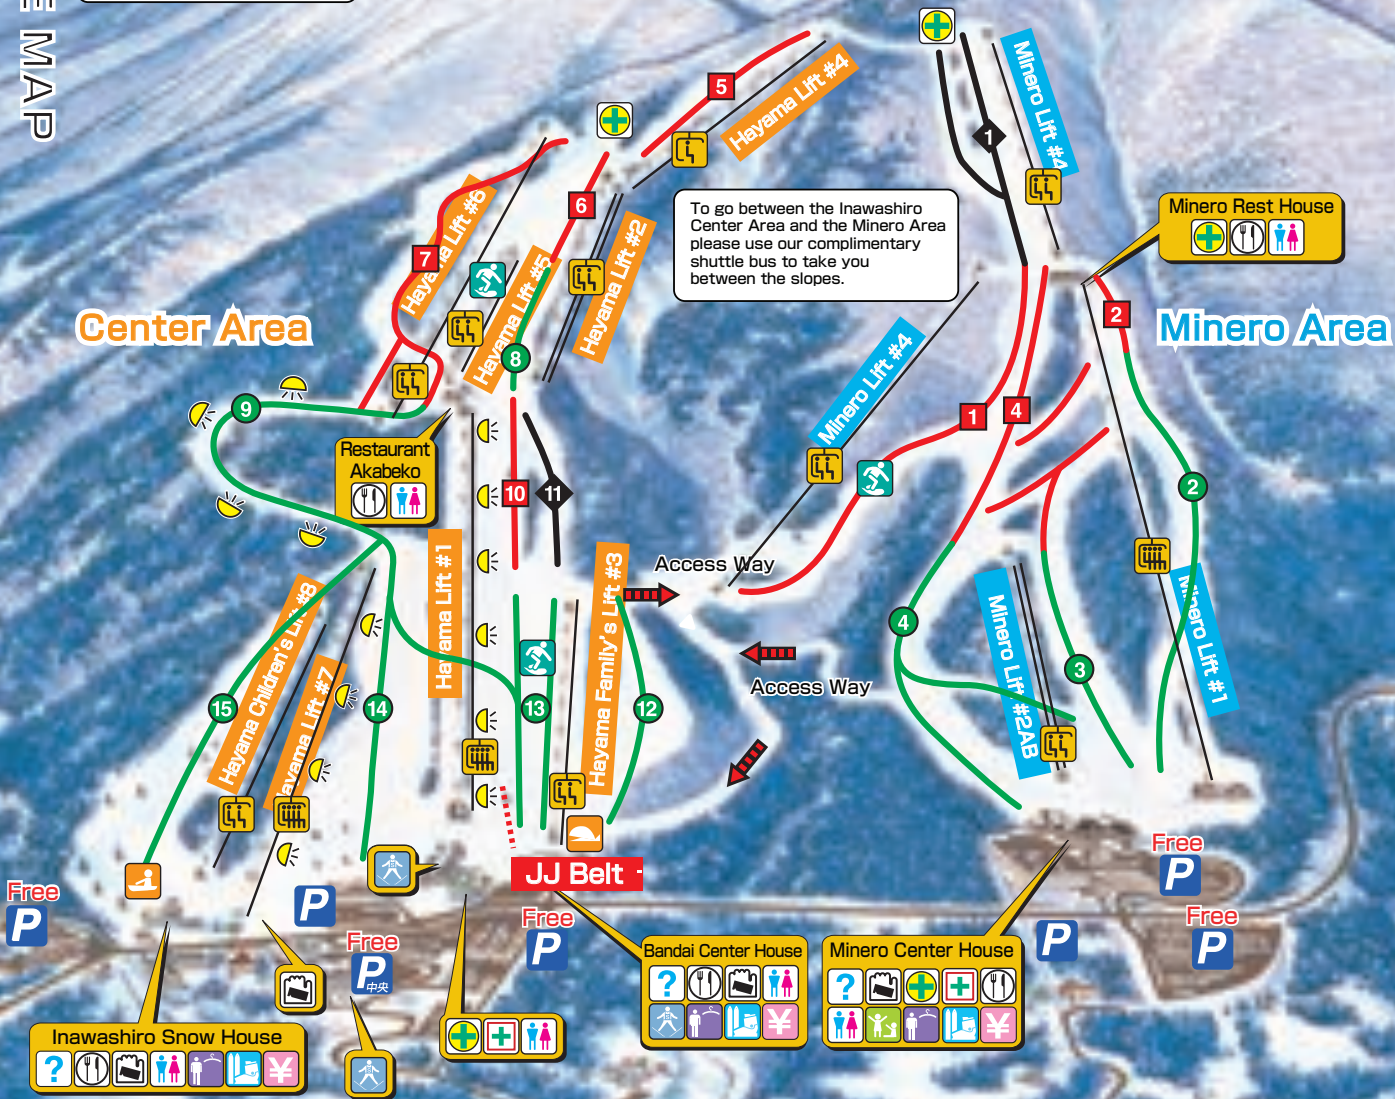 E MAP
5
Hayama Lift #4
Minero Lift #4
1
6
Hayama Lift #6
7
Hayama Lift #2
Hayama Lift #5
To go between the Inawashiro
Center Area and the Minero Area
please use our complimentary
shuttle bus to take you
between the slopes.
Minero Rest House
Center Area
Minero Area
2
8
Minero Lift #4
9
1
4
Restaurant
Akabeko
10
11
2
Hayama Lift #1
Hayama Family's Lift #3
Access Way
Hayama Children's Lift #8
Hayama Lift #7
Minero Lift #2AB
Minero Lift #1
4
3
Access Way
15
14
13
12
JJ Belt
Free
P
P
Free
P
中央
Free
P
Free
P
Free
P
P
Bandai Center House
?
¥
Minero Center House
?
¥
Inawashiro Snow House
?
¥